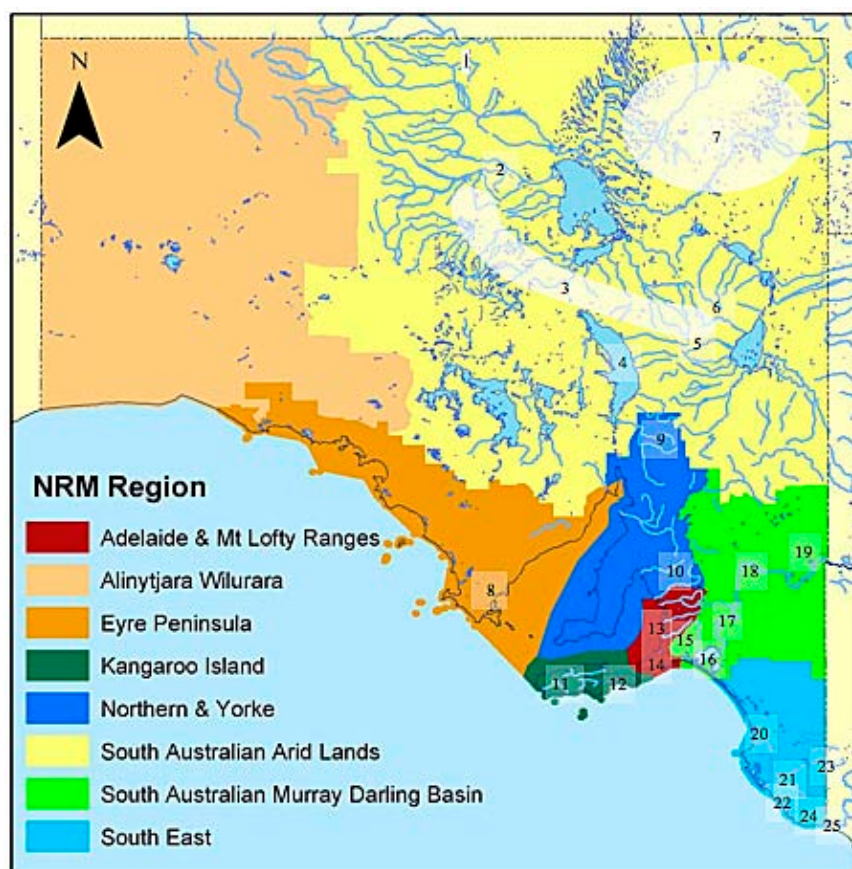 N
1
2
7
3
6
5
4
9
8
10
18
19
17
13
15
16
14
11
12
20
23
21
22
24
25
NRM Region
Adelaide & Mt Lofty Ranges
Alinytjara Wilurara
Eyre Peninsula
Kangaroo Island
Northern & Yorke
South Australian Arid Lands
South Australian Murray Darling Basin
South East